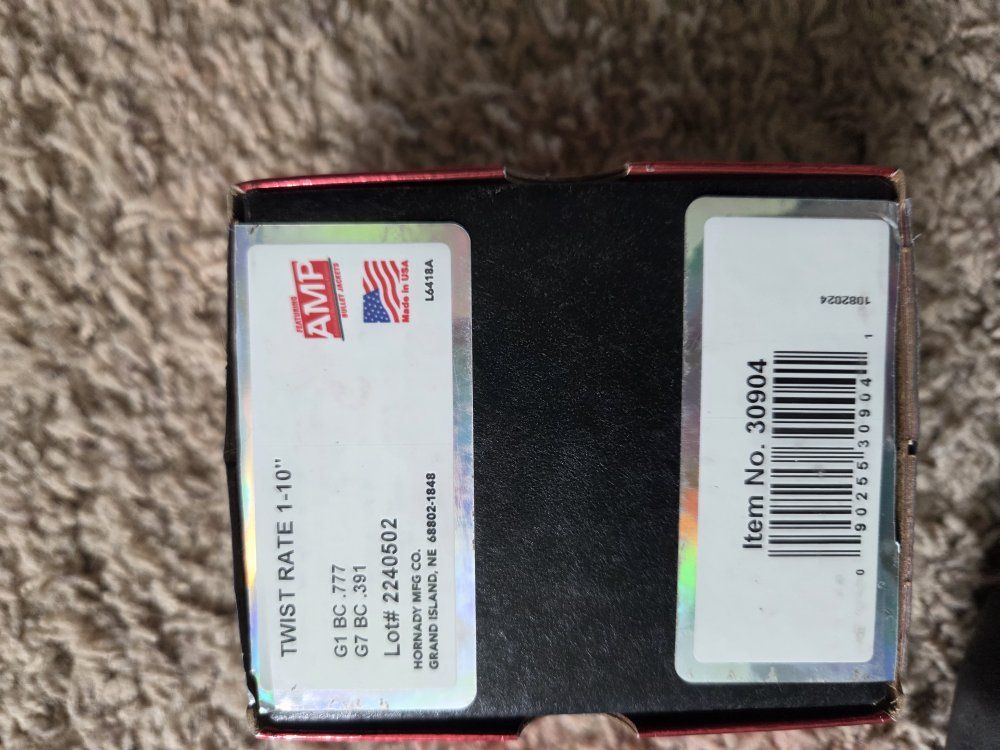 TWIST RATE 1-10"
G1 BC .777
G7 BC .391
Lot# 2240502
HORNADY MFG CO.
GRAND ISLAND, NE 68802-1848
FEATURING
AMP
BULLET JACKETS
Made in USA
L6418A
Item No. 30904
0 90255 30904 1
1082024